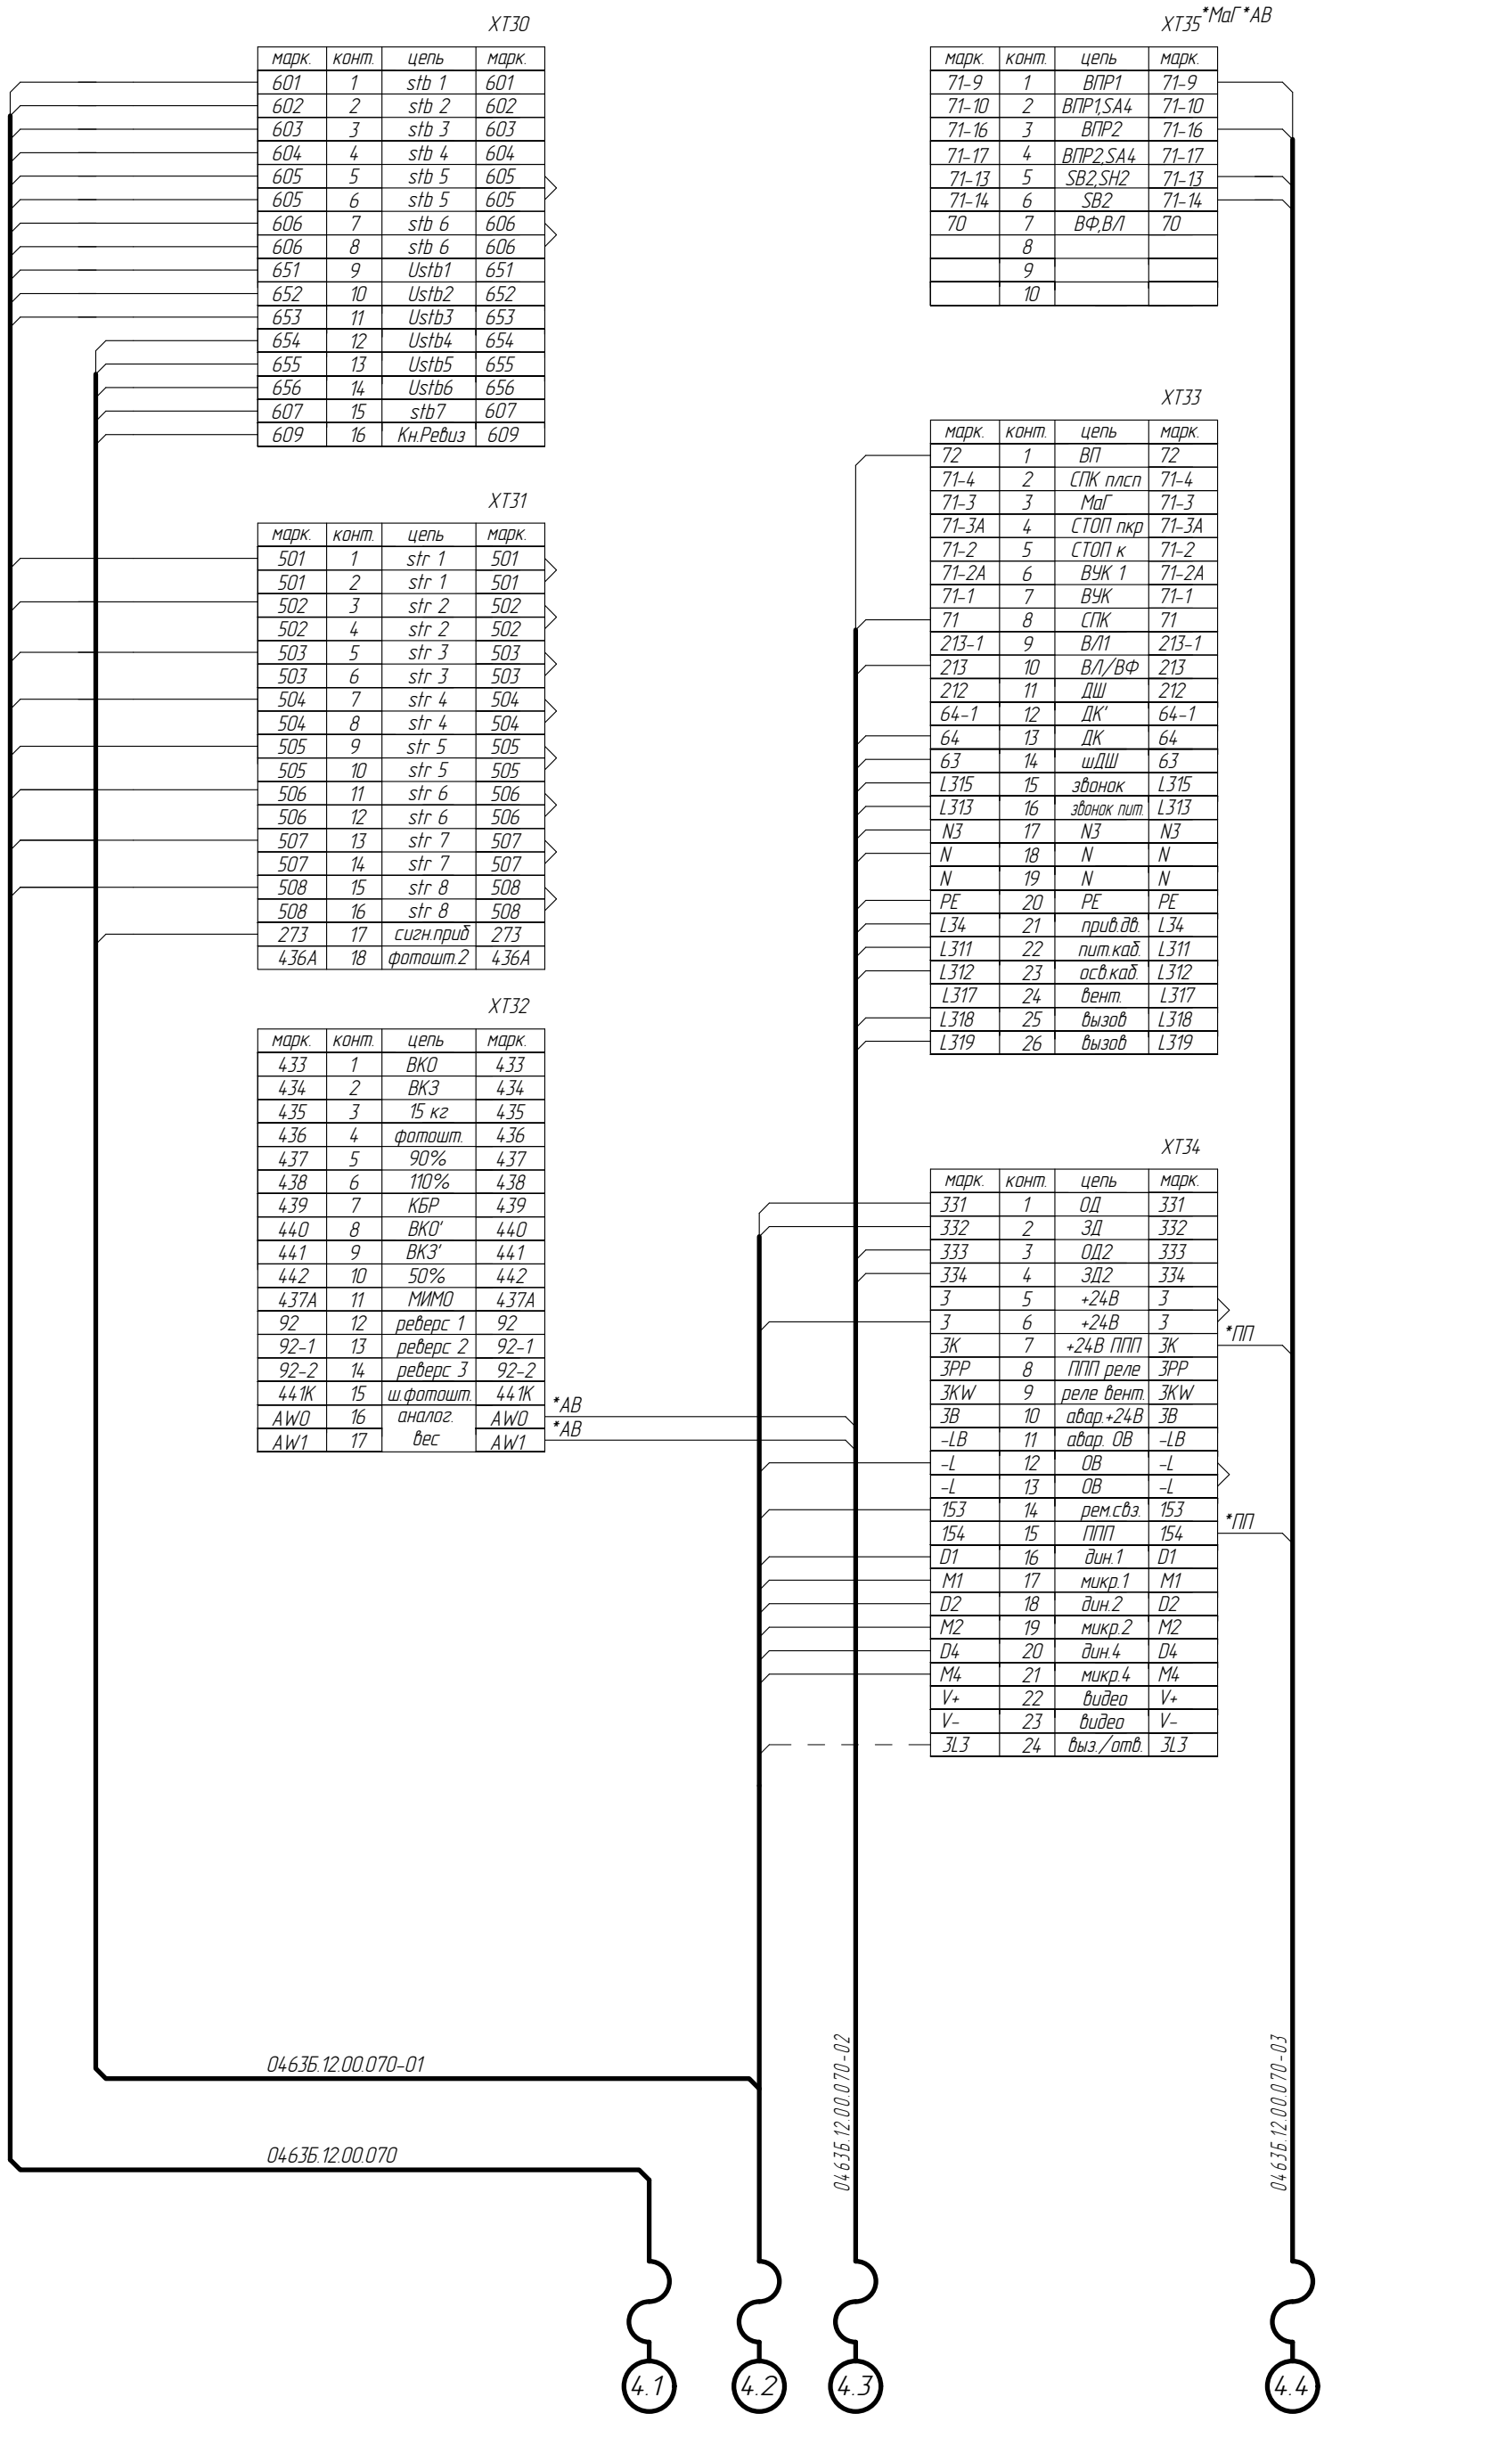 XT30
марк. конт. цепь марк.
601 1 stb 1 601
602 2 stb 2 602
603 3 stb 3 603
604 4 stb 4 604
605 5 stb 5 605
605 6 stb 5 605
606 7 stb 6 606
606 8 stb 6 606
651 9 Ustb1 651
652 10 Ustb2 652
653 11 Ustb3 653
654 12 Ustb4 654
655 13 Ustb5 655
656 14 Ustb6 656
607 15 stb7 607
609 16 Кн.Ревиз 609
XT31
марк. конт. цепь марк.
501 1 str 1 501
501 2 str 1 501
502 3 str 2 502
502 4 str 2 502
503 5 str 3 503
503 6 str 3 503
504 7 str 4 504
504 8 str 4 504
505 9 str 5 505
505 10 str 5 505
506 11 str 6 506
506 12 str 6 506
507 13 str 7 507
507 14 str 7 507
508 15 str 8 508
508 16 str 8 508
273 17 сигн.приб 273
436А 18 фотошт.2 436А
XT32
марк. конт. цепь марк.
433 1 ВКО 433
434 2 ВКЗ 434
435 3 15 кг 435
436 4 фотошт. 436
437 5 90% 437
438 6 110% 438
439 7 КБР 439
440 8 ВКО' 440
441 9 ВКЗ' 441
442 10 50% 442
437А 11 МИМО 437А
92 12 реверс 1 92
92-1 13 реверс 2 92-1
92-2 14 реверс 3 92-2
441К 15 ш.фотошт. 441К
AW0 16 аналог. AW0 *АВ
AW1 17 вес AW1 *АВ
XT35 *МаГ *АВ
марк. конт. цепь марк.
71-9 1 ВПР1 71-9
71-10 2 ВПР1,SA4 71-10
71-16 3 ВПР2 71-16
71-17 4 ВПР2,SA4 71-17
71-13 5 SB2,SH2 71-13
71-14 6 SB2 71-14
70 7 ВФ,ВЛ 70
8
9
10
XT33
марк. конт. цепь марк.
72 1 ВП 72
71-4 2 СПК плсп 71-4
71-3 3 МаГ 71-3
71-3А 4 СТОП пкр 71-3А
71-2 5 СТОП к 71-2
71-2А 6 ВУК 1 71-2А
71-1 7 ВУК 71-1
71 8 СПК 71
213-1 9 ВЛ1 213-1
213 10 ВЛ/ВФ 213
212 11 ДШ 212
64-1 12 ДК' 64-1
64 13 ДК 64
63 14 шДШ 63
L315 15 звонок L315
L313 16 звонок пит. L313
N3 17 N3 N3
N 18 N N
N 19 N N
PE 20 PE PE
L34 21 прив.дв. L34
L311 22 пит.каб. L311
L312 23 осв.каб. L312
L317 24 вент. L317
L318 25 вызов L318
L319 26 вызов L319
XT34
марк. конт. цепь марк.
331 1 ОД 331
332 2 ЗД 332
333 3 ОД2 333
334 4 ЗД2 334
3 5 +24В 3
3 6 +24В 3
3К 7 +24В ППП 3К *ПП
3РР 8 ППП реле 3РР
3KW 9 реле вент. 3KW
3В 10 авар.+24В 3В
-LB 11 авар. 0В -LB
-L 12 0В -L
-L 13 0В -L
153 14 рем.свз. 153
154 15 ППП 154 *ПП
D1 16 дин.1 D1
M1 17 микр.1 M1
D2 18 дин.2 D2
M2 19 микр.2 M2
D4 20 дин.4 D4
M4 21 микр.4 M4
V+ 22 видео V+
V- 23 видео V-
3L3 24 выз./отв. 3L3
0463Б.12.00.070-01
0463Б.12.00.070
0463Б.12.00.070-02
0463Б.12.00.070-03
4.1 4.2 4.3 4.4